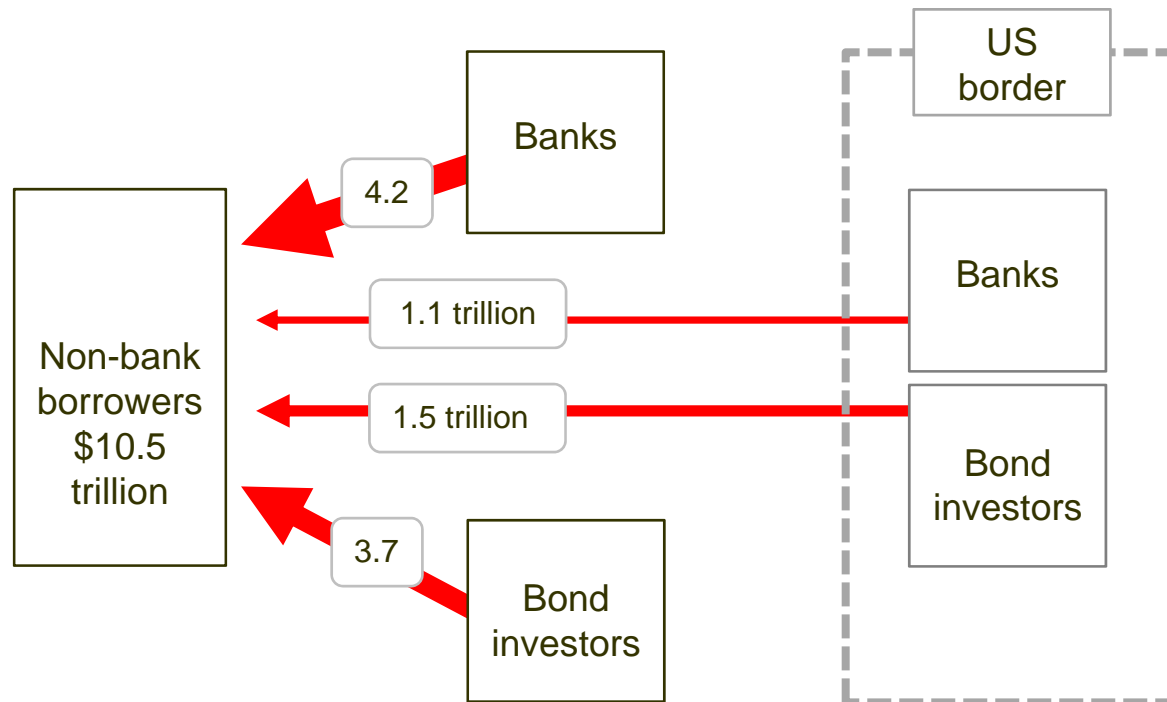 US
border
Banks
4.2
Banks
1.1 trillion
Non-bank
borrowers
$10.5
trillion
1.5 trillion
Bond
investors
3.7
Bond
investors